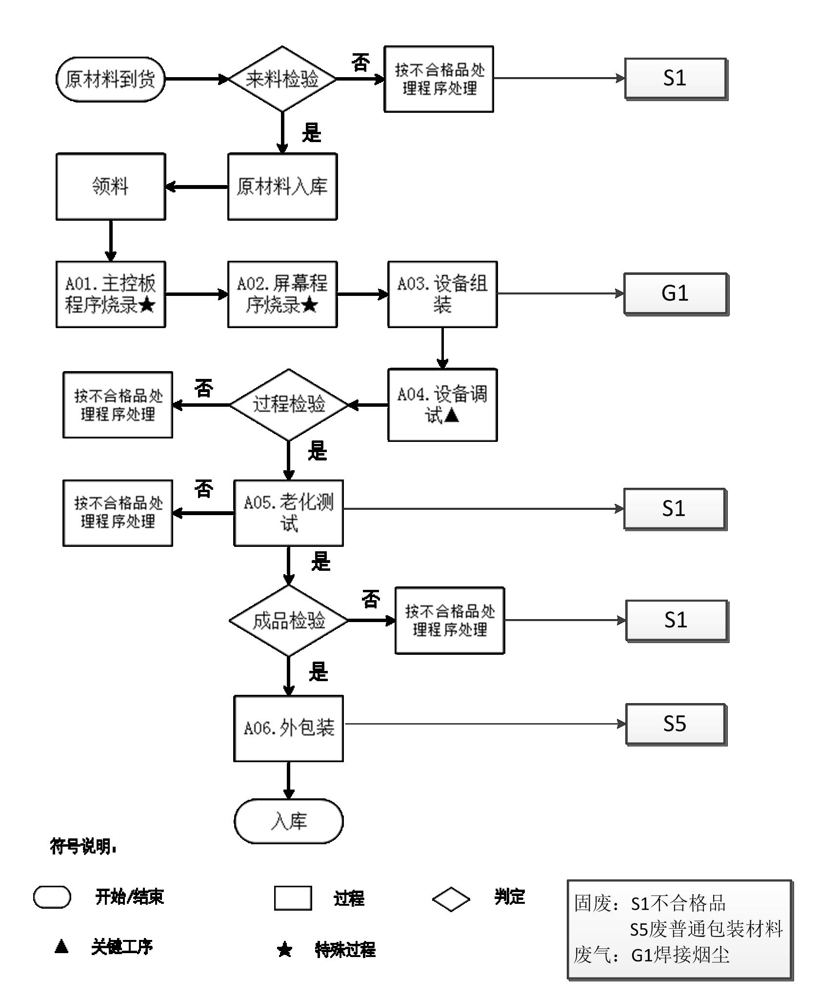 原材料到货
来料检验
否
按不合格品处
理程序处理
S1
是
领料
原材料入库
A01.主控板
程序烧录★
A02.屏幕程
序烧录★
A03.设备组
装
G1
按不合格品处
理程序处理
否
过程检验
A04.设备调
试▲
是
按不合格品处
理程序处理
否
A05.老化测
试
S1
是
成品检验
否
按不合格品处
理程序处理
S1
是
A06.外包装
S5
入库
符号说明：
开始/结束
过程
判定
▲ 关键工序
★ 特殊过程
固废：S1不合格品
S5废普通包装材料
废气：G1焊接烟尘